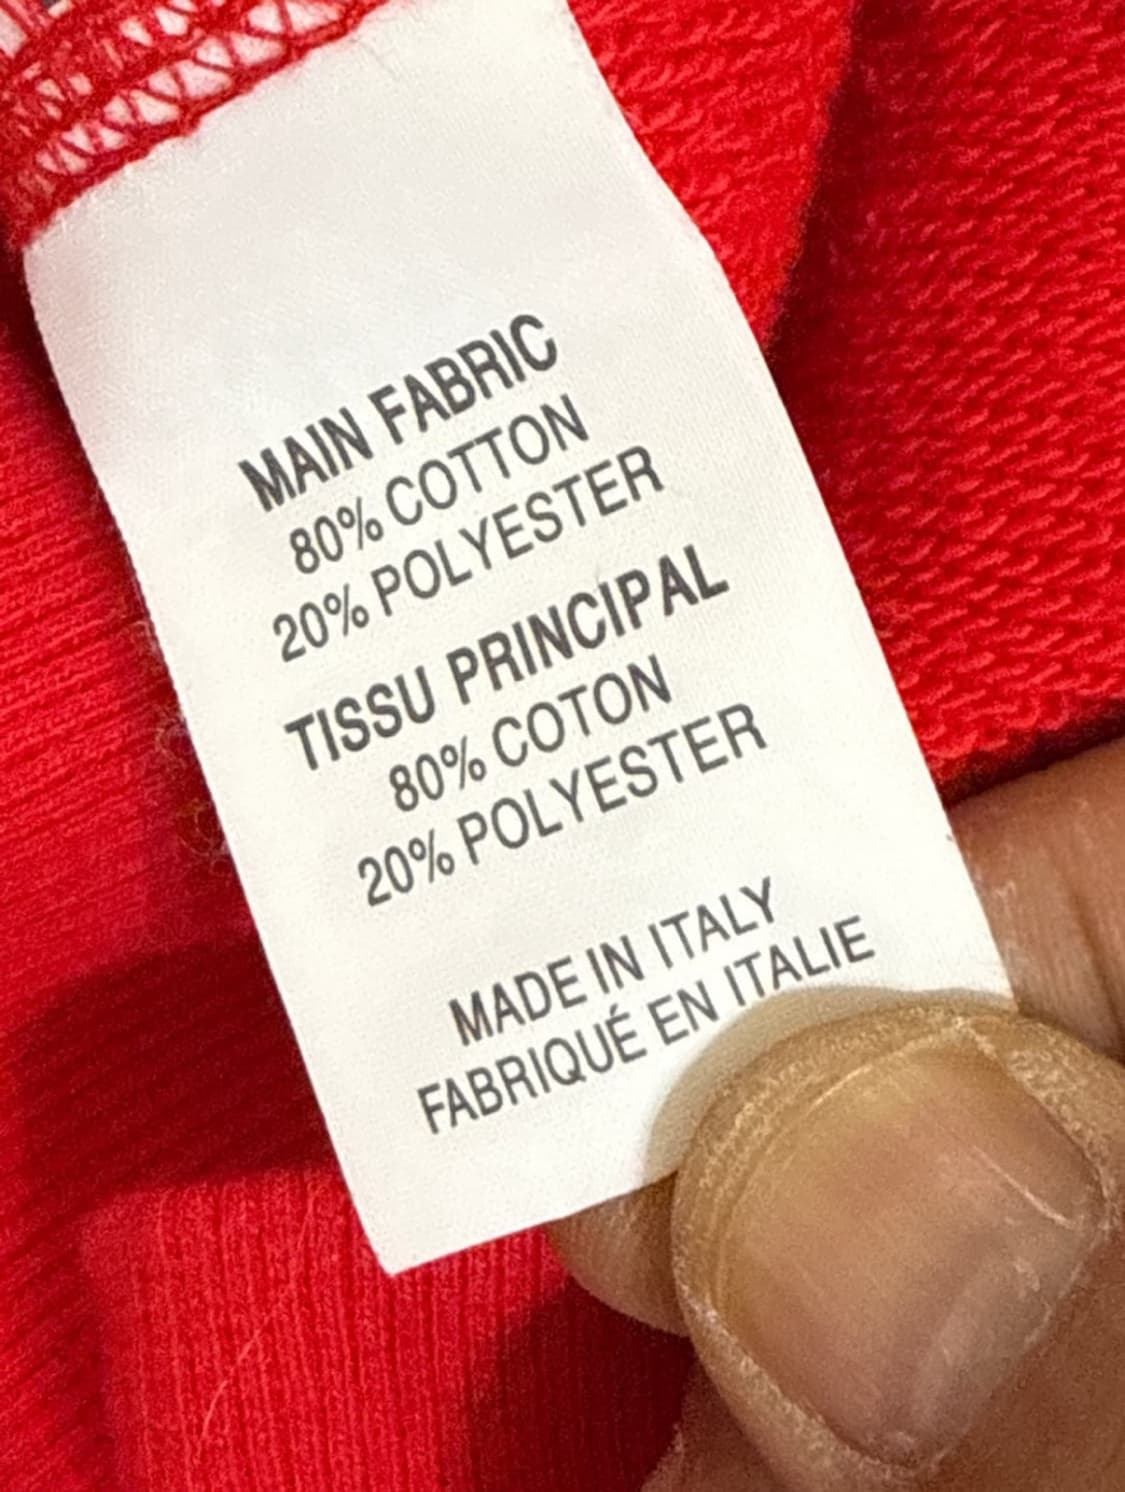 MAIN FABRIC
80% COTTON
20% POLYESTER
TISSU PRINCIPAL
80% COTON
20% POLYESTER
MADE IN ITALY
FABRIQUÉ EN ITALIE